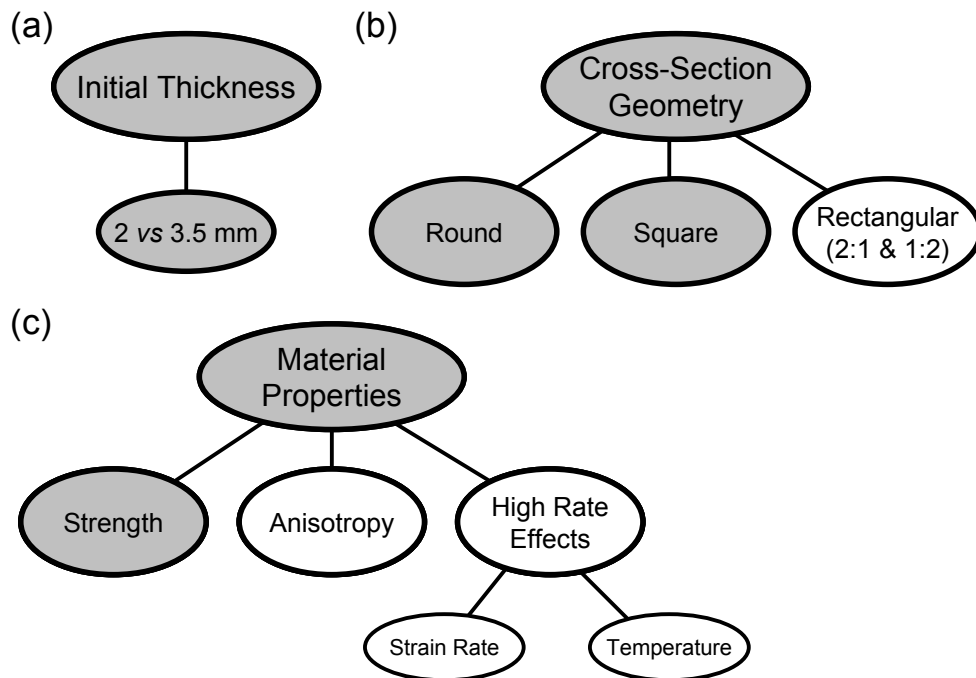 (a)
Initial Thickness
2 vs 3.5 mm
(b)
Cross-Section
Geometry
Round
Square
Rectangular
(2:1 & 1:2)
(c)
Material
Properties
Strength
Anisotropy
High Rate
Effects
Strain Rate
Temperature